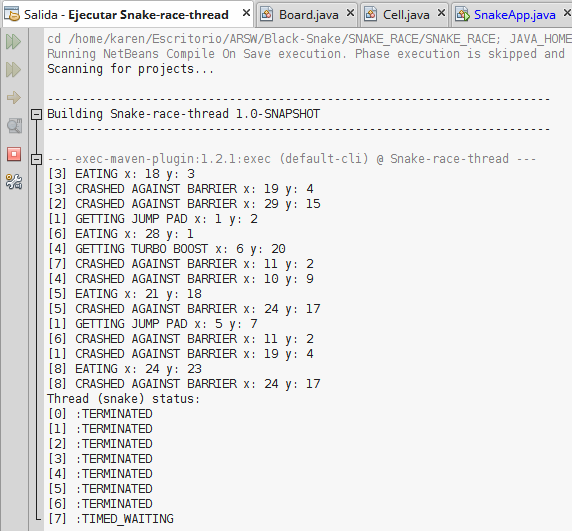 Salida - Ejecutar Snake-race-thread
Board.java
Cell.java
SnakeApp.java
cd /home/karen/Escritorio/ARSW/Black-Snake/SNAKE_RACE/SNAKE_RACE; JAVA_HOME
Running NetBeans Compile On Save execution. Phase execution is skipped and
Scanning for projects...
------------------------------------------------------------------------
Building Snake-race-thread 1.0-SNAPSHOT
------------------------------------------------------------------------
--- exec-maven-plugin:1.2.1:exec (default-cli) @ Snake-race-thread ---
[3] EATING x: 18 y: 3
[3] CRASHED AGAINST BARRIER x: 19 y: 4
[2] CRASHED AGAINST BARRIER x: 29 y: 15
[1] GETTING JUMP PAD x: 1 y: 2
[6] EATING x: 28 y: 1
[4] GETTING TURBO BOOST x: 6 y: 20
[7] CRASHED AGAINST BARRIER x: 11 y: 2
[4] CRASHED AGAINST BARRIER x: 10 y: 9
[5] EATING x: 21 y: 18
[5] CRASHED AGAINST BARRIER x: 24 y: 17
[1] GETTING JUMP PAD x: 5 y: 7
[6] CRASHED AGAINST BARRIER x: 11 y: 2
[1] CRASHED AGAINST BARRIER x: 19 y: 4
[8] EATING x: 24 y: 23
[8] CRASHED AGAINST BARRIER x: 24 y: 17
Thread (snake) status:
[0] :TERMINATED
[1] :TERMINATED
[2] :TERMINATED
[3] :TERMINATED
[4] :TERMINATED
[5] :TERMINATED
[6] :TERMINATED
[7] :TIMED_WAITING